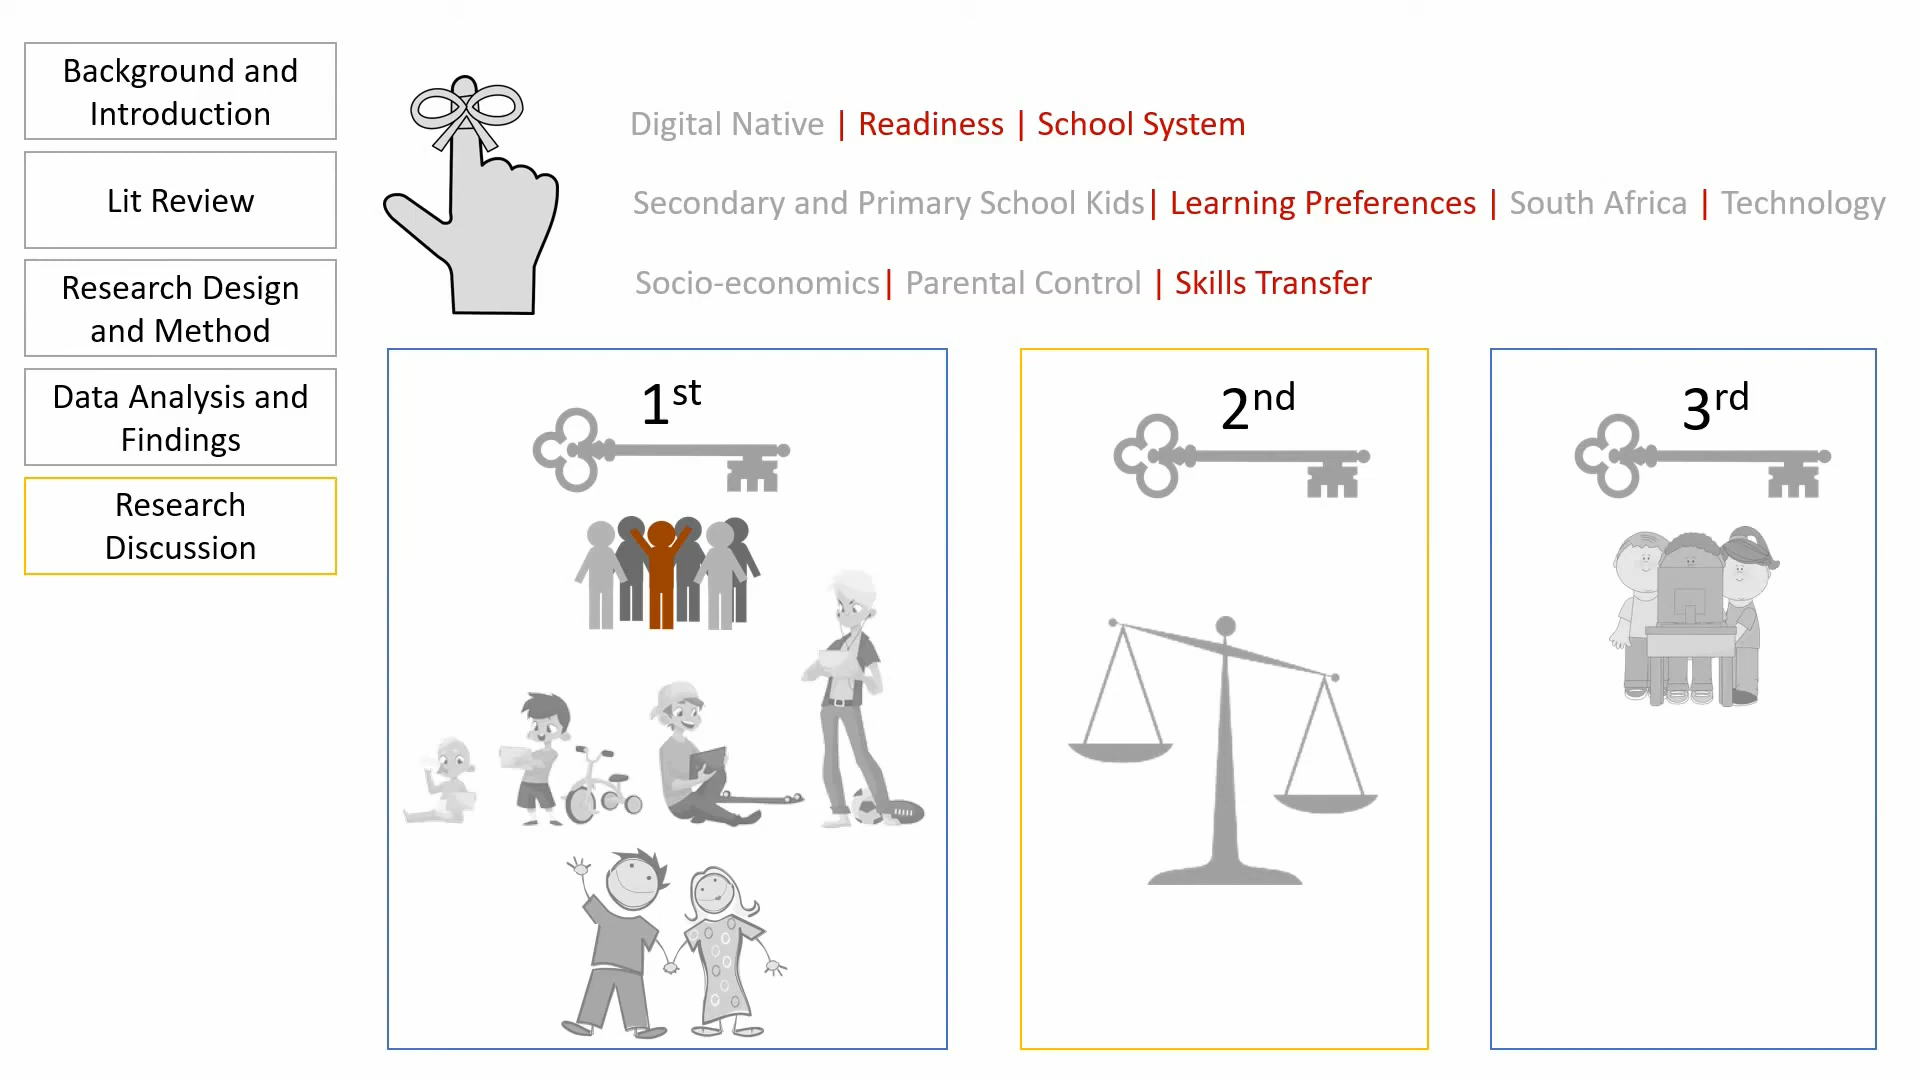 Background and
Introduction
Lit Review
Research Design
and Method
Data Analysis and
Findings
Research
Discussion
Digital Native | Readiness | School System
Secondary and Primary School Kids| Learning Preferences | South Africa | Technology
Socio-economics| Parental Control | Skills Transfer
1st
2nd
3rd